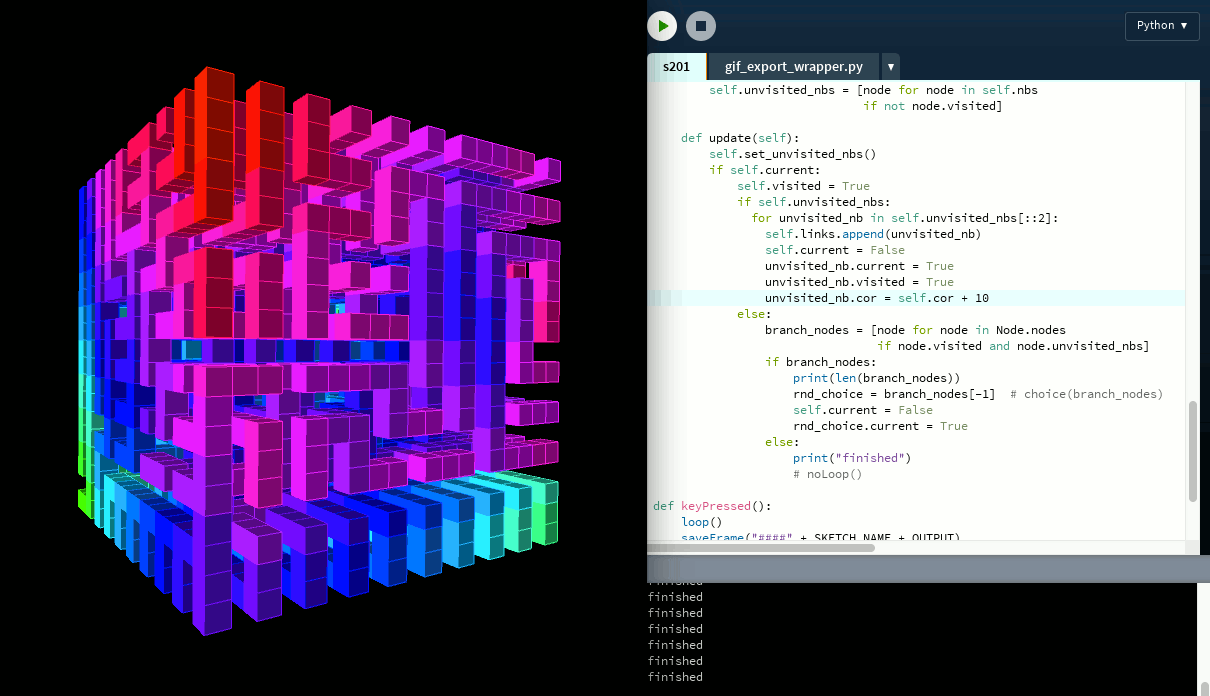 Python ▼
s201
gif_export_wrapper.py
▼
self.unvisited_nbs = [node for node in self.nbs
if not node.visited]
def update(self):
self.set_unvisited_nbs()
if self.current:
self.visited = True
if self.unvisited_nbs:
for unvisited_nb in self.unvisited_nbs[::2]:
self.links.append(unvisited_nb)
self.current = False
unvisited_nb.current = True
unvisited_nb.visited = True
unvisited_nb.cor = self.cor + 10
else:
branch_nodes = [node for node in Node.nodes
if node.visited and node.unvisited_nbs]
if branch_nodes:
print(len(branch_nodes))
rnd_choice = branch_nodes[-1]  # choice(branch_nodes)
self.current = False
rnd_choice.current = True
else:
print("finished")
# noLoop()
def keyPressed():
loop()
saveFrame("####" + SKETCH_NAME + OUTPUT)
finished
finished
finished
finished
finished
finished
finished